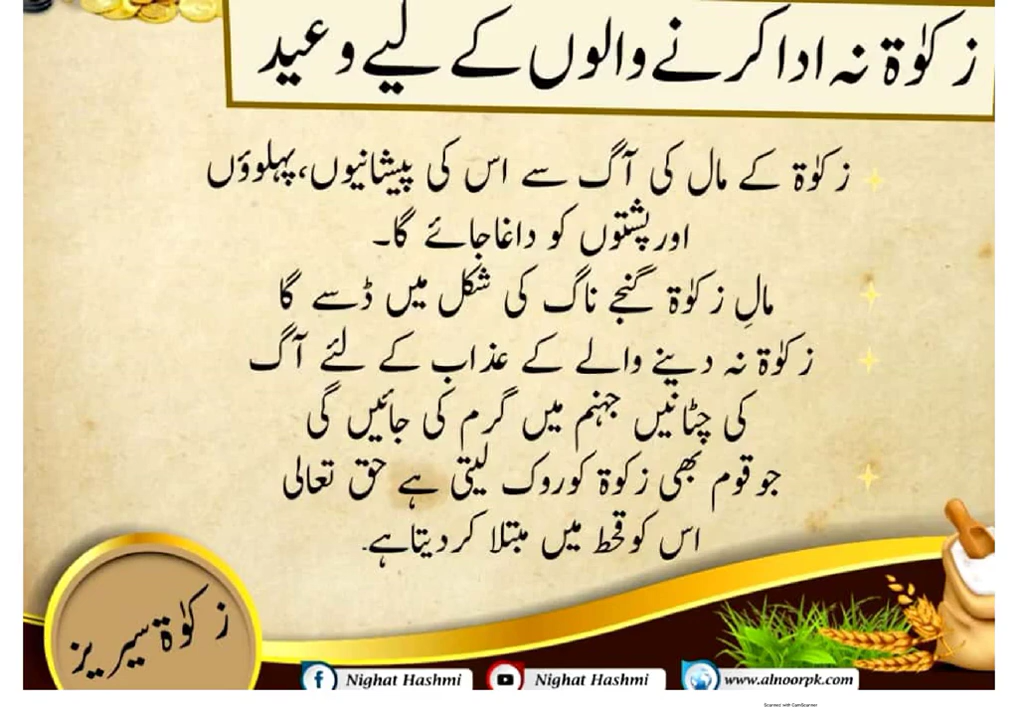 زکوٰۃ نہ ادا کرنے والوں کے لیے وعید
زکوٰۃ کے مال کی آگ سے اس کی پیشانیوں،پہلوؤں
اور پشتوں کو داغا جائے گا۔
مالِ زکوٰۃ گنجے ناگ کی شکل میں ڈسے گا
زکوٰۃ نہ دینے والے کے عذاب کے لئے آگ
کی چٹانیں جہنم میں گرم کی جائیں گی
جو قوم بھی زکوۃ کو روک لیتی ہے حق تعالی
اس کو قحط میں مبتلا کر دیتا ہے۔
زکوٰۃ سیریز
Nighat Hashmi
Nighat Hashmi
www.alnoorpk.com
Scanned with CamScanner